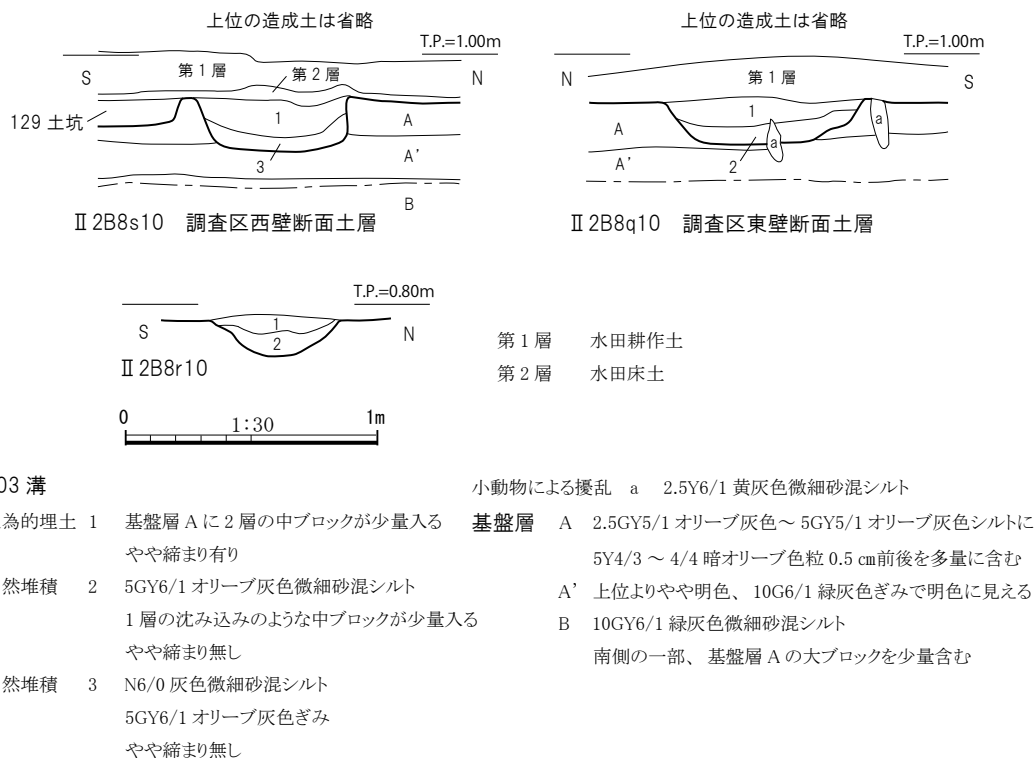 上位の造成土は省略
T.P.=1.00m
S
第1層
第2層
N
129 土坑
1
A
3
A’
B
Ⅱ2B8s10 調査区西壁断面土層
上位の造成土は省略
T.P.=1.00m
N
第1層
S
A
1
a
a
A’
2
Ⅱ2B8q10 調査区東壁断面土層
T.P.=0.80m
S
1
2
N
Ⅱ2B8r10
第1層 水田耕作土
第2層 水田床土
0 1:30 1m
03 溝
為的埋土 1 基盤層 A に 2 層の中ブロックが少量入る
やや締まり有り
然堆積 2 5GY6/1 オリーブ灰色微細砂混シルト
1 層の沈み込みのような中ブロックが少量入る
やや締まり無し
然堆積 3 N6/0 灰色微細砂混シルト
5GY6/1 オリーブ灰色ぎみ
やや締まり無し
小動物による擾乱 a 2.5Y6/1 黄灰色微細砂混シルト
基盤層 A 2.5GY5/1 オリーブ灰色～ 5GY5/1 オリーブ灰色シルトに
5Y4/3 ～ 4/4 暗オリーブ色粒 0.5 ㎝前後を多量に含む
A’ 上位よりやや明色、10G6/1 緑灰色ぎみで明色に見える
B 10GY6/1 緑灰色微細砂混シルト
南側の一部、基盤層 A の大ブロックを少量含む